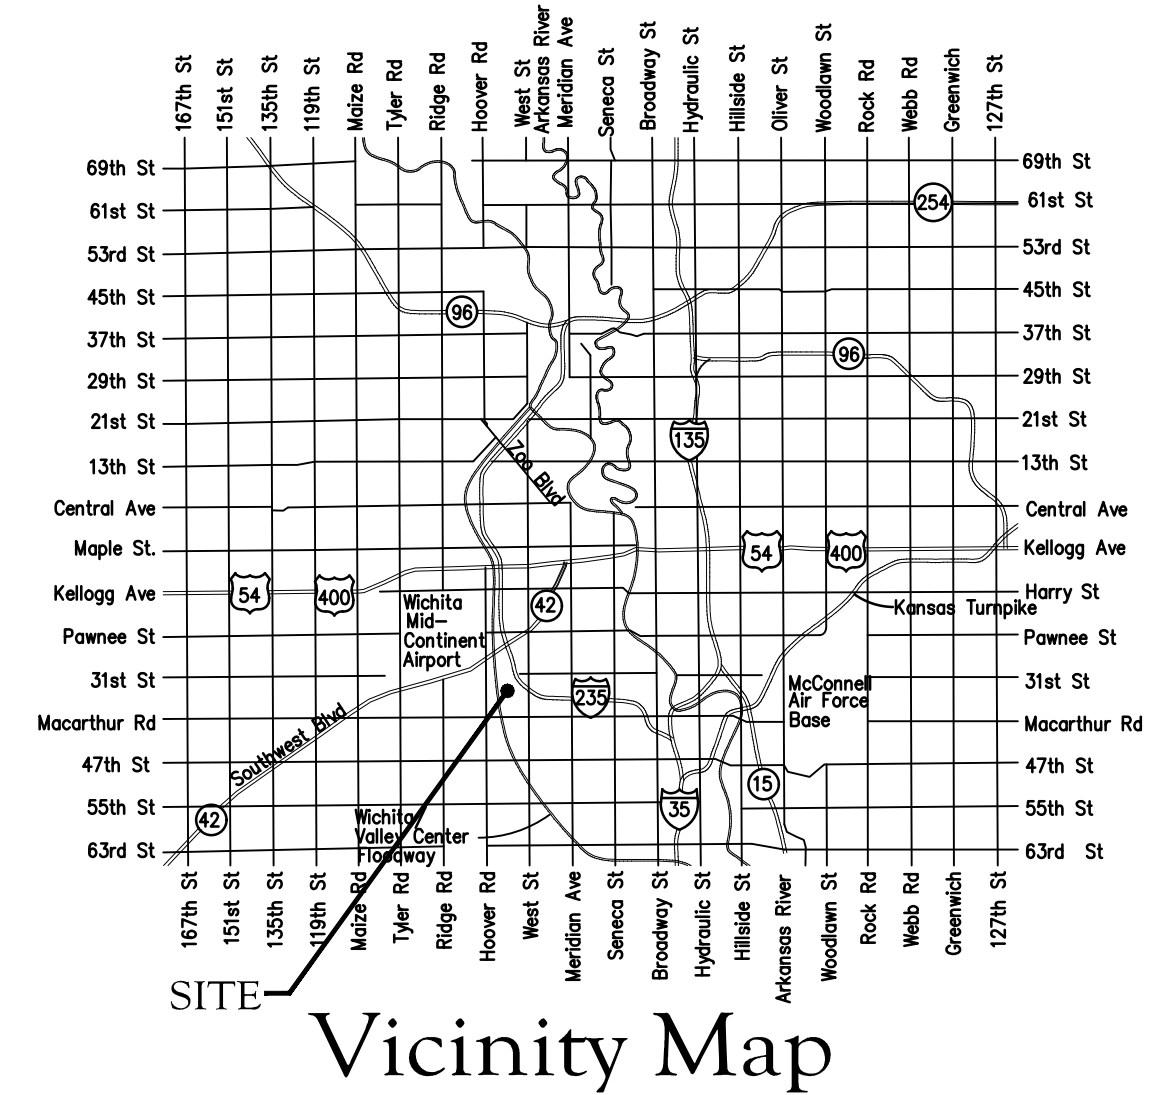 167th St
151st St
135th St
119th St
Maize Rd
Tyler Rd
Ridge Rd
Hoover Rd
West St
Arkansas River
Meridian Ave
Seneca St
Broadway St
Hydraulic St
Hillside St
Oliver St
Woodlawn St
Rock Rd
Webb Rd
Greenwich
127th St
69th St
69th St
61st St
254
61st St
53rd St
53rd St
45th St
45th St
96
37th St
37th St
96
29th St
29th St
21st St
21st St
135
13th St
13th St
Zoo Blvd
Central Ave
Central Ave
Maple St.
54
400
Kellogg Ave
Kellogg Ave
54
400
Harry St
Wichita
Mid-
Continent
Airport
42
Kansas Turnpike
Pawnee St
Pawnee St
31st St
31st St
235
McConnell
Air Force
Base
Macarthur Rd
Macarthur Rd
Southwest Blvd
47th St
47th St
15
55th St
55th St
42
35
Wichita
Valley Center
Floodway
63rd St
63rd St
167th St
151st St
135th St
119th St
Maize Rd
Tyler Rd
Ridge Rd
Hoover Rd
West St
Meridian Ave
Seneca St
Broadway St
Hydraulic St
Hillside St
Arkansas River
Woodlawn St
Rock Rd
Webb Rd
Greenwich
127th St
SITE
Vicinity Map